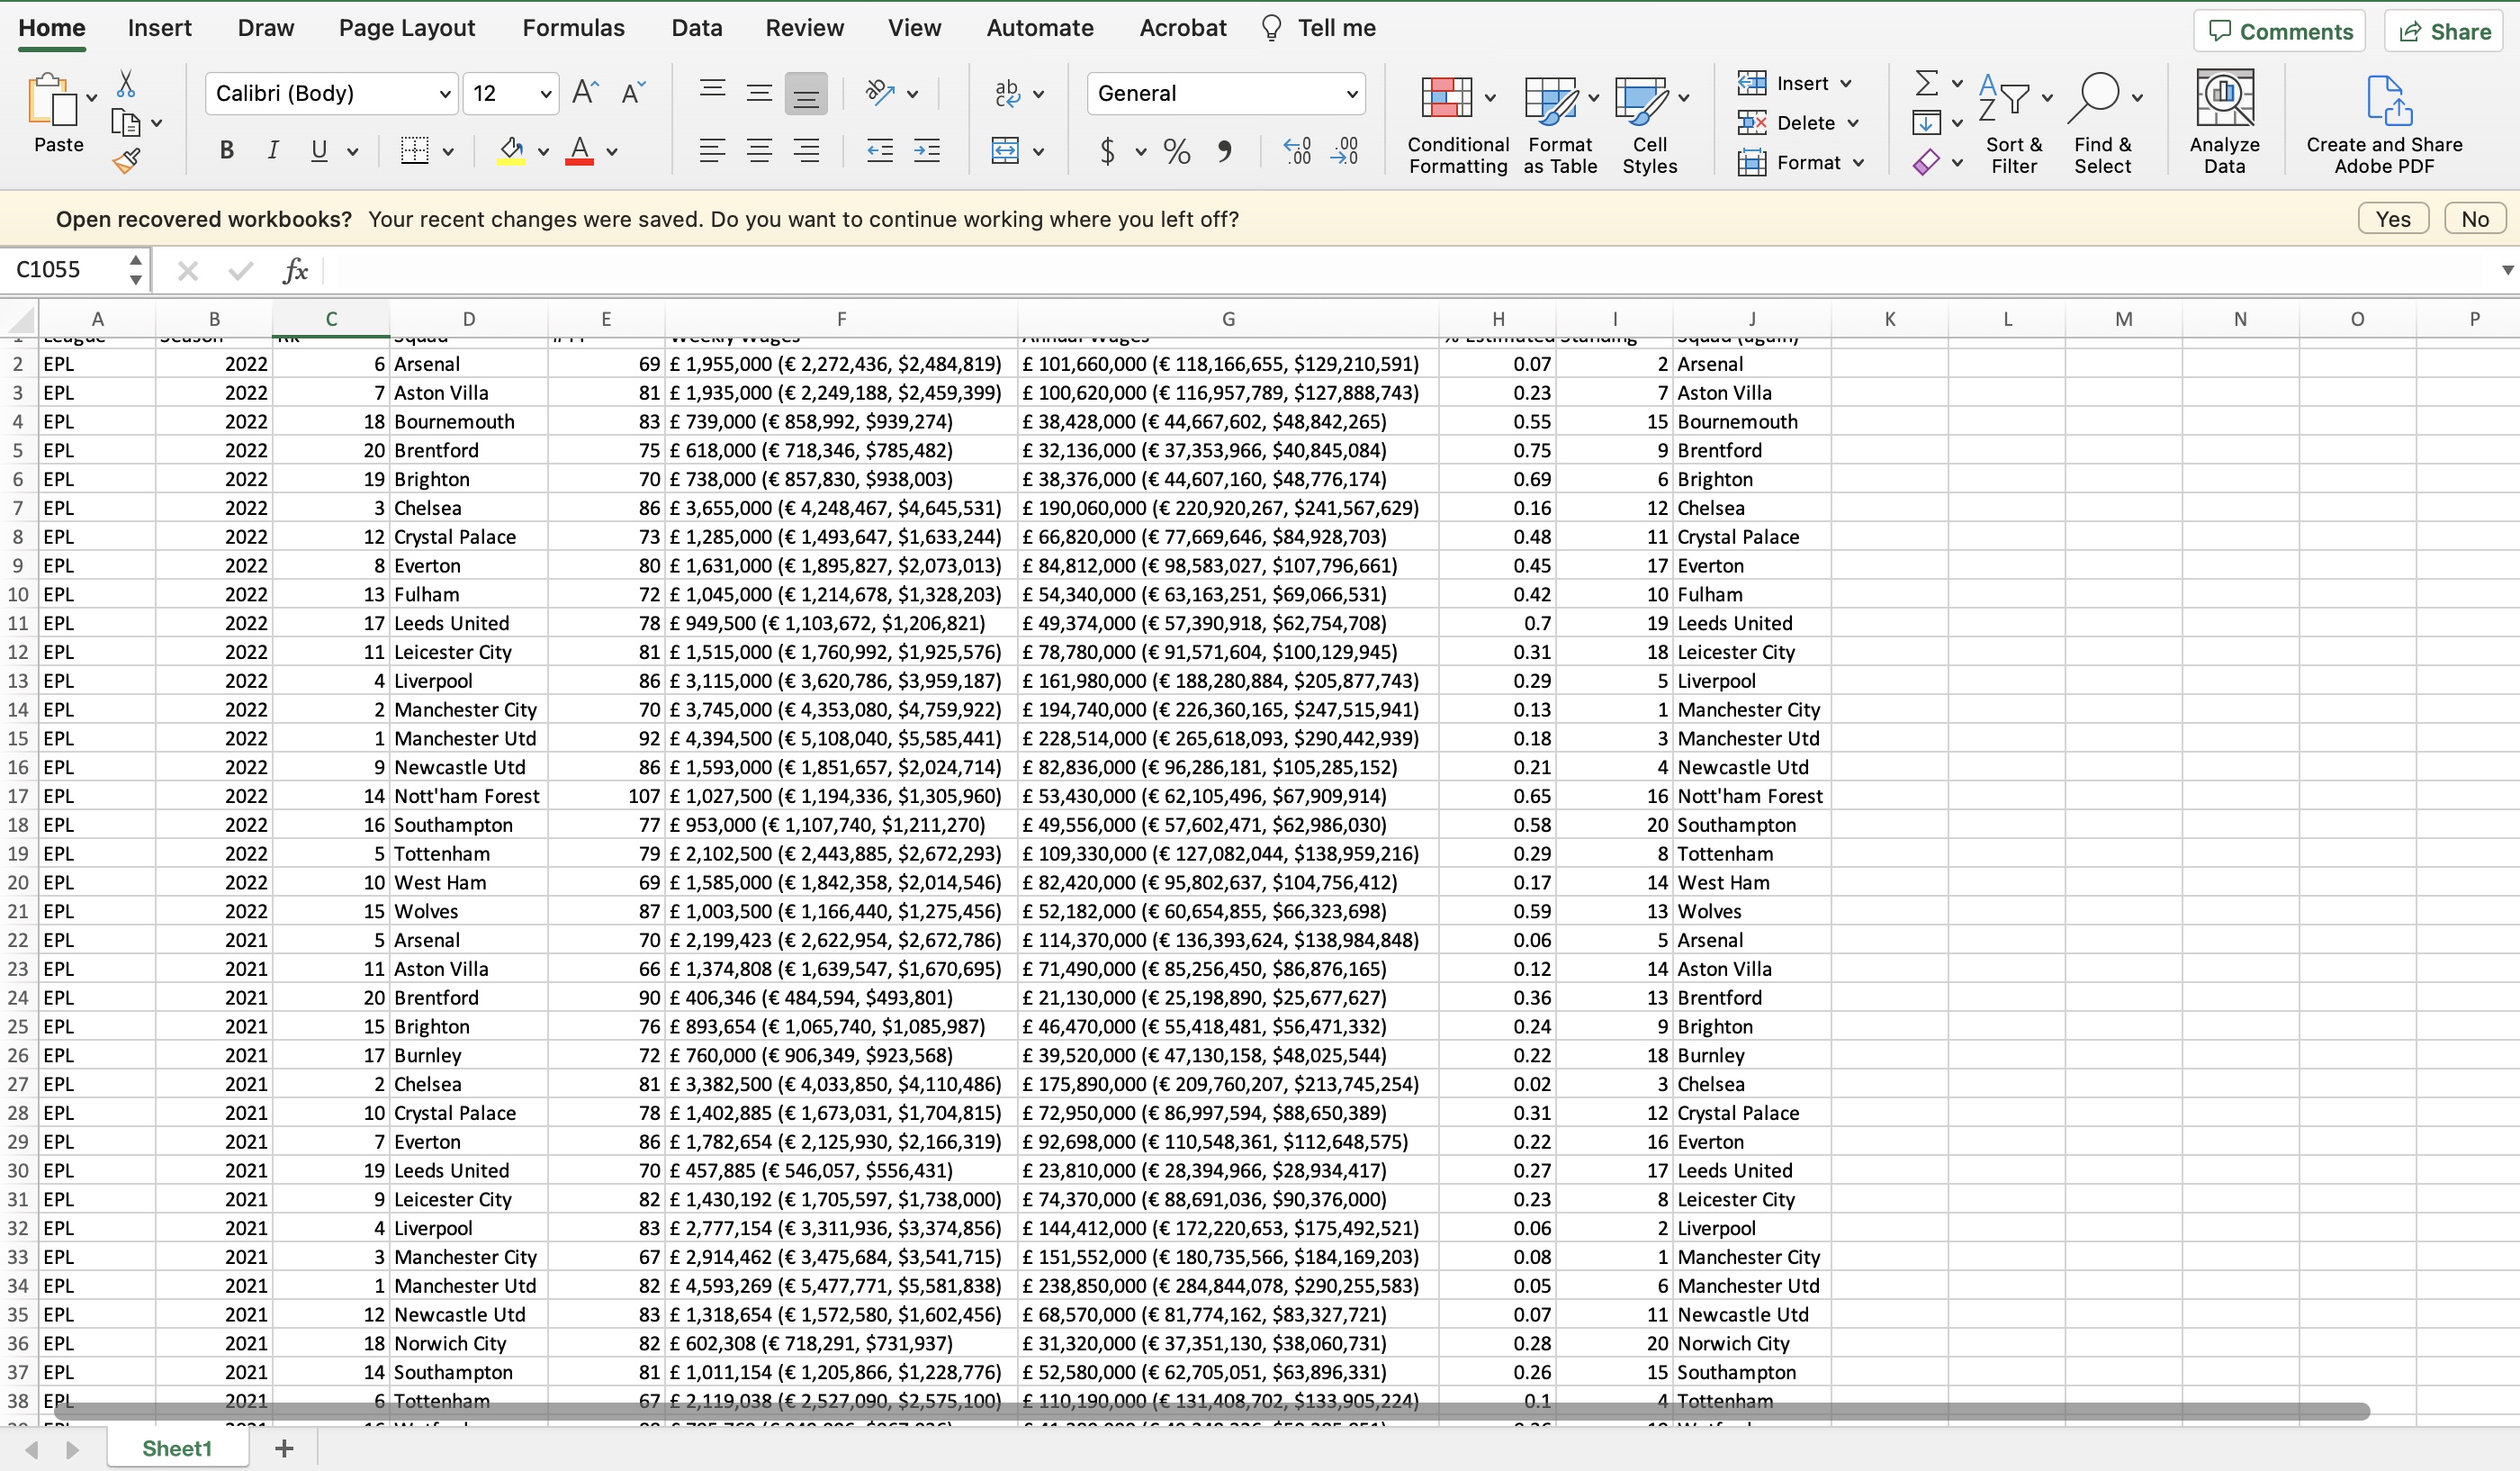 Home Insert Draw Page Layout Formulas Data Review View Automate Acrobat Tell me Comments Share
Paste Calibri (Body) 12 General
Conditional Formatting Format as Table Cell Styles Insert Delete Format Sort & Filter Find & Select Analyze Data Create and Share Adobe PDF
Open recovered workbooks? Your recent changes were saved. Do you want to continue working where you left off? Yes No
C1055 fx
A B C D E F G H I J K L M N O P
1 League Season Rk Squad Weekly Wages Annual Wages % Estimated Standing Squad (again)
2 EPL 2022 6 Arsenal 69 £ 1,955,000 (€ 2,272,436, $2,484,819) £ 101,660,000 (€ 118,166,655, $129,210,591) 0.07 2 Arsenal
3 EPL 2022 7 Aston Villa 81 £ 1,935,000 (€ 2,249,188, $2,459,399) £ 100,620,000 (€ 116,957,789, $127,888,743) 0.23 7 Aston Villa
4 EPL 2022 18 Bournemouth 83 £ 739,000 (€ 858,992, $939,274) £ 38,428,000 (€ 44,667,602, $48,842,265) 0.55 15 Bournemouth
5 EPL 2022 20 Brentford 75 £ 618,000 (€ 718,346, $785,482) £ 32,136,000 (€ 37,353,966, $40,845,084) 0.75 9 Brentford
6 EPL 2022 19 Brighton 70 £ 738,000 (€ 857,830, $938,003) £ 38,376,000 (€ 44,607,160, $48,776,174) 0.69 6 Brighton
7 EPL 2022 3 Chelsea 86 £ 3,655,000 (€ 4,248,467, $4,645,531) £ 190,060,000 (€ 220,920,267, $241,567,629) 0.16 12 Chelsea
8 EPL 2022 12 Crystal Palace 73 £ 1,285,000 (€ 1,493,647, $1,633,244) £ 66,820,000 (€ 77,669,646, $84,928,703) 0.48 11 Crystal Palace
9 EPL 2022 8 Everton 80 £ 1,631,000 (€ 1,895,827, $2,073,013) £ 84,812,000 (€ 98,583,027, $107,796,661) 0.45 17 Everton
10 EPL 2022 13 Fulham 72 £ 1,045,000 (€ 1,214,678, $1,328,203) £ 54,340,000 (€ 63,163,251, $69,066,531) 0.42 10 Fulham
11 EPL 2022 17 Leeds United 78 £ 949,500 (€ 1,103,672, $1,206,821) £ 49,374,000 (€ 57,390,918, $62,754,708) 0.7 19 Leeds United
12 EPL 2022 11 Leicester City 81 £ 1,515,000 (€ 1,760,992, $1,925,576) £ 78,780,000 (€ 91,571,604, $100,129,945) 0.31 18 Leicester City
13 EPL 2022 4 Liverpool 86 £ 3,115,000 (€ 3,620,786, $3,959,187) £ 161,980,000 (€ 188,280,884, $205,877,743) 0.29 5 Liverpool
14 EPL 2022 2 Manchester City 70 £ 3,745,000 (€ 4,353,080, $4,759,922) £ 194,740,000 (€ 226,360,165, $247,515,941) 0.13 1 Manchester City
15 EPL 2022 1 Manchester Utd 92 £ 4,394,500 (€ 5,108,040, $5,585,441) £ 228,514,000 (€ 265,618,093, $290,442,939) 0.18 3 Manchester Utd
16 EPL 2022 9 Newcastle Utd 86 £ 1,593,000 (€ 1,851,657, $2,024,714) £ 82,836,000 (€ 96,286,181, $105,285,152) 0.21 4 Newcastle Utd
17 EPL 2022 14 Nott'ham Forest 107 £ 1,027,500 (€ 1,194,336, $1,305,960) £ 53,430,000 (€ 62,105,496, $67,909,914) 0.65 16 Nott'ham Forest
18 EPL 2022 16 Southampton 77 £ 953,000 (€ 1,107,740, $1,211,270) £ 49,556,000 (€ 57,602,471, $62,986,030) 0.58 20 Southampton
19 EPL 2022 5 Tottenham 79 £ 2,102,500 (€ 2,443,885, $2,672,293) £ 109,330,000 (€ 127,082,044, $138,959,216) 0.29 8 Tottenham
20 EPL 2022 10 West Ham 69 £ 1,585,000 (€ 1,842,358, $2,014,546) £ 82,420,000 (€ 95,802,637, $104,756,412) 0.17 14 West Ham
21 EPL 2022 15 Wolves 87 £ 1,003,500 (€ 1,166,440, $1,275,456) £ 52,182,000 (€ 60,654,855, $66,323,698) 0.59 13 Wolves
22 EPL 2021 5 Arsenal 70 £ 2,199,423 (€ 2,622,954, $2,672,786) £ 114,370,000 (€ 136,393,624, $138,984,848) 0.06 5 Arsenal
23 EPL 2021 11 Aston Villa 66 £ 1,374,808 (€ 1,639,547, $1,670,695) £ 71,490,000 (€ 85,256,450, $86,876,165) 0.12 14 Aston Villa
24 EPL 2021 20 Brentford 90 £ 406,346 (€ 484,594, $493,801) £ 21,130,000 (€ 25,198,890, $25,677,627) 0.36 13 Brentford
25 EPL 2021 15 Brighton 76 £ 893,654 (€ 1,065,740, $1,085,987) £ 46,470,000 (€ 55,418,481, $56,471,332) 0.24 9 Brighton
26 EPL 2021 17 Burnley 72 £ 760,000 (€ 906,349, $923,568) £ 39,520,000 (€ 47,130,158, $48,025,544) 0.22 18 Burnley
27 EPL 2021 2 Chelsea 81 £ 3,382,500 (€ 4,033,850, $4,110,486) £ 175,890,000 (€ 209,760,207, $213,745,254) 0.02 3 Chelsea
28 EPL 2021 10 Crystal Palace 78 £ 1,402,885 (€ 1,673,031, $1,704,815) £ 72,950,000 (€ 86,997,594, $88,650,389) 0.31 12 Crystal Palace
29 EPL 2021 7 Everton 86 £ 1,782,654 (€ 2,125,930, $2,166,319) £ 92,698,000 (€ 110,548,361, $112,648,575) 0.22 16 Everton
30 EPL 2021 19 Leeds United 70 £ 457,885 (€ 546,057, $556,431) £ 23,810,000 (€ 28,394,966, $28,934,417) 0.27 17 Leeds United
31 EPL 2021 9 Leicester City 82 £ 1,430,192 (€ 1,705,597, $1,738,000) £ 74,370,000 (€ 88,691,036, $90,376,000) 0.23 8 Leicester City
32 EPL 2021 4 Liverpool 83 £ 2,777,154 (€ 3,311,936, $3,374,856) £ 144,412,000 (€ 172,220,653, $175,492,521) 0.06 2 Liverpool
33 EPL 2021 3 Manchester City 67 £ 2,914,462 (€ 3,475,684, $3,541,715) £ 151,552,000 (€ 180,735,566, $184,169,203) 0.08 1 Manchester City
34 EPL 2021 1 Manchester Utd 82 £ 4,593,269 (€ 5,477,771, $5,581,838) £ 238,850,000 (€ 284,844,078, $290,255,583) 0.05 6 Manchester Utd
35 EPL 2021 12 Newcastle Utd 83 £ 1,318,654 (€ 1,572,580, $1,602,456) £ 68,570,000 (€ 81,774,162, $83,327,721) 0.07 11 Newcastle Utd
36 EPL 2021 18 Norwich City 82 £ 602,308 (€ 718,291, $731,937) £ 31,320,000 (€ 37,351,130, $38,060,731) 0.28 20 Norwich City
37 EPL 2021 14 Southampton 81 £ 1,011,154 (€ 1,205,866, $1,228,776) £ 52,580,000 (€ 62,705,051, $63,896,331) 0.26 15 Southampton
38 EPL 2021 6 Tottenham 67 £ 2,119,038 (€ 2,527,090, $2,575,100) £ 110,190,000 (€ 131,408,702, $133,905,224) 0.1 4 Tottenham
Sheet1